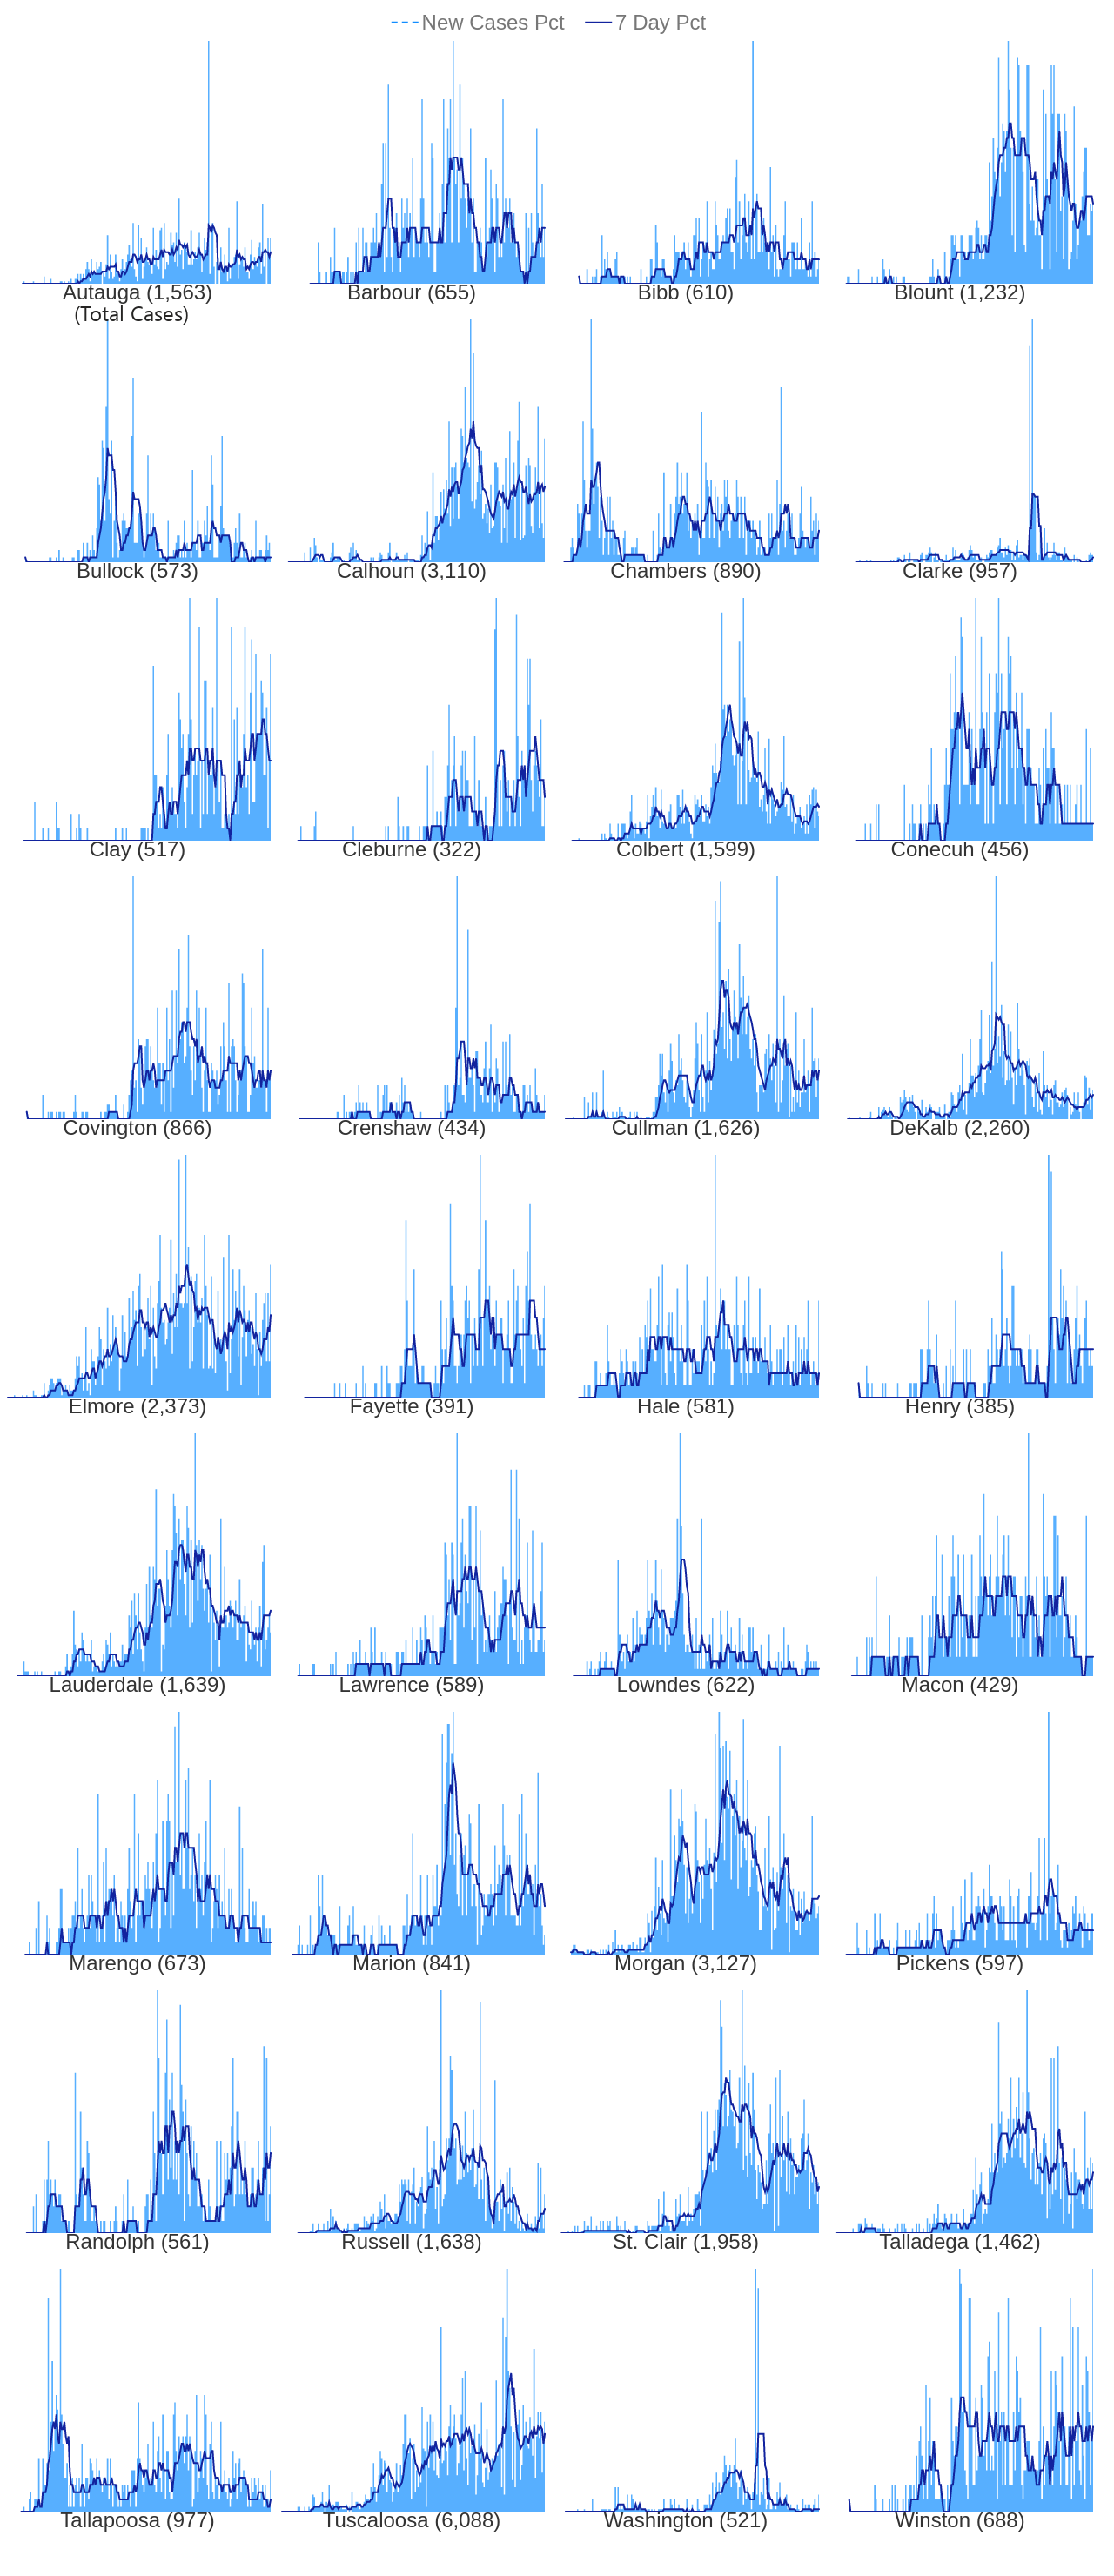 New Cases Pct 7 Day Pct
Autauga (1,563) Barbour (655) Bibb (610) Blount (1,232)
(Total Cases)
Bullock (573) Calhoun (3,110) Chambers (890) Clarke (957)
Clay (517) Cleburne (322) Colbert (1,599) Conecuh (456)
Covington (866) Crenshaw (434) Cullman (1,626) DeKalb (2,260)
Elmore (2,373) Fayette (391) Hale (581) Henry (385)
Lauderdale (1,639) Lawrence (589) Lowndes (622) Macon (429)
Marengo (673) Marion (841) Morgan (3,127) Pickens (597)
Randolph (561) Russell (1,638) St. Clair (1,958) Talladega (1,462)
Tallapoosa (977) Tuscaloosa (6,088) Washington (521) Winston (688)